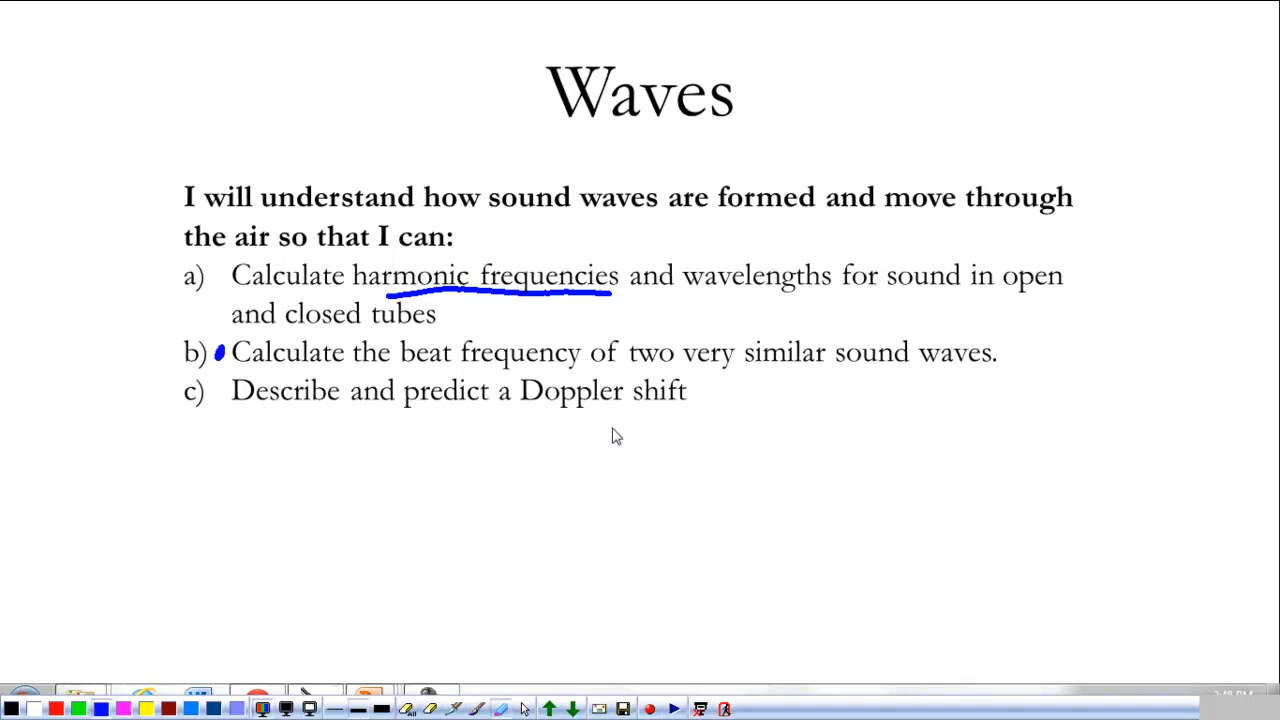 Waves
I will understand how sound waves are formed and move through
the air so that I can:
a) Calculate harmonic frequencies and wavelengths for sound in open
and closed tubes
b) Calculate the beat frequency of two very similar sound waves.
c) Describe and predict a Doppler shift